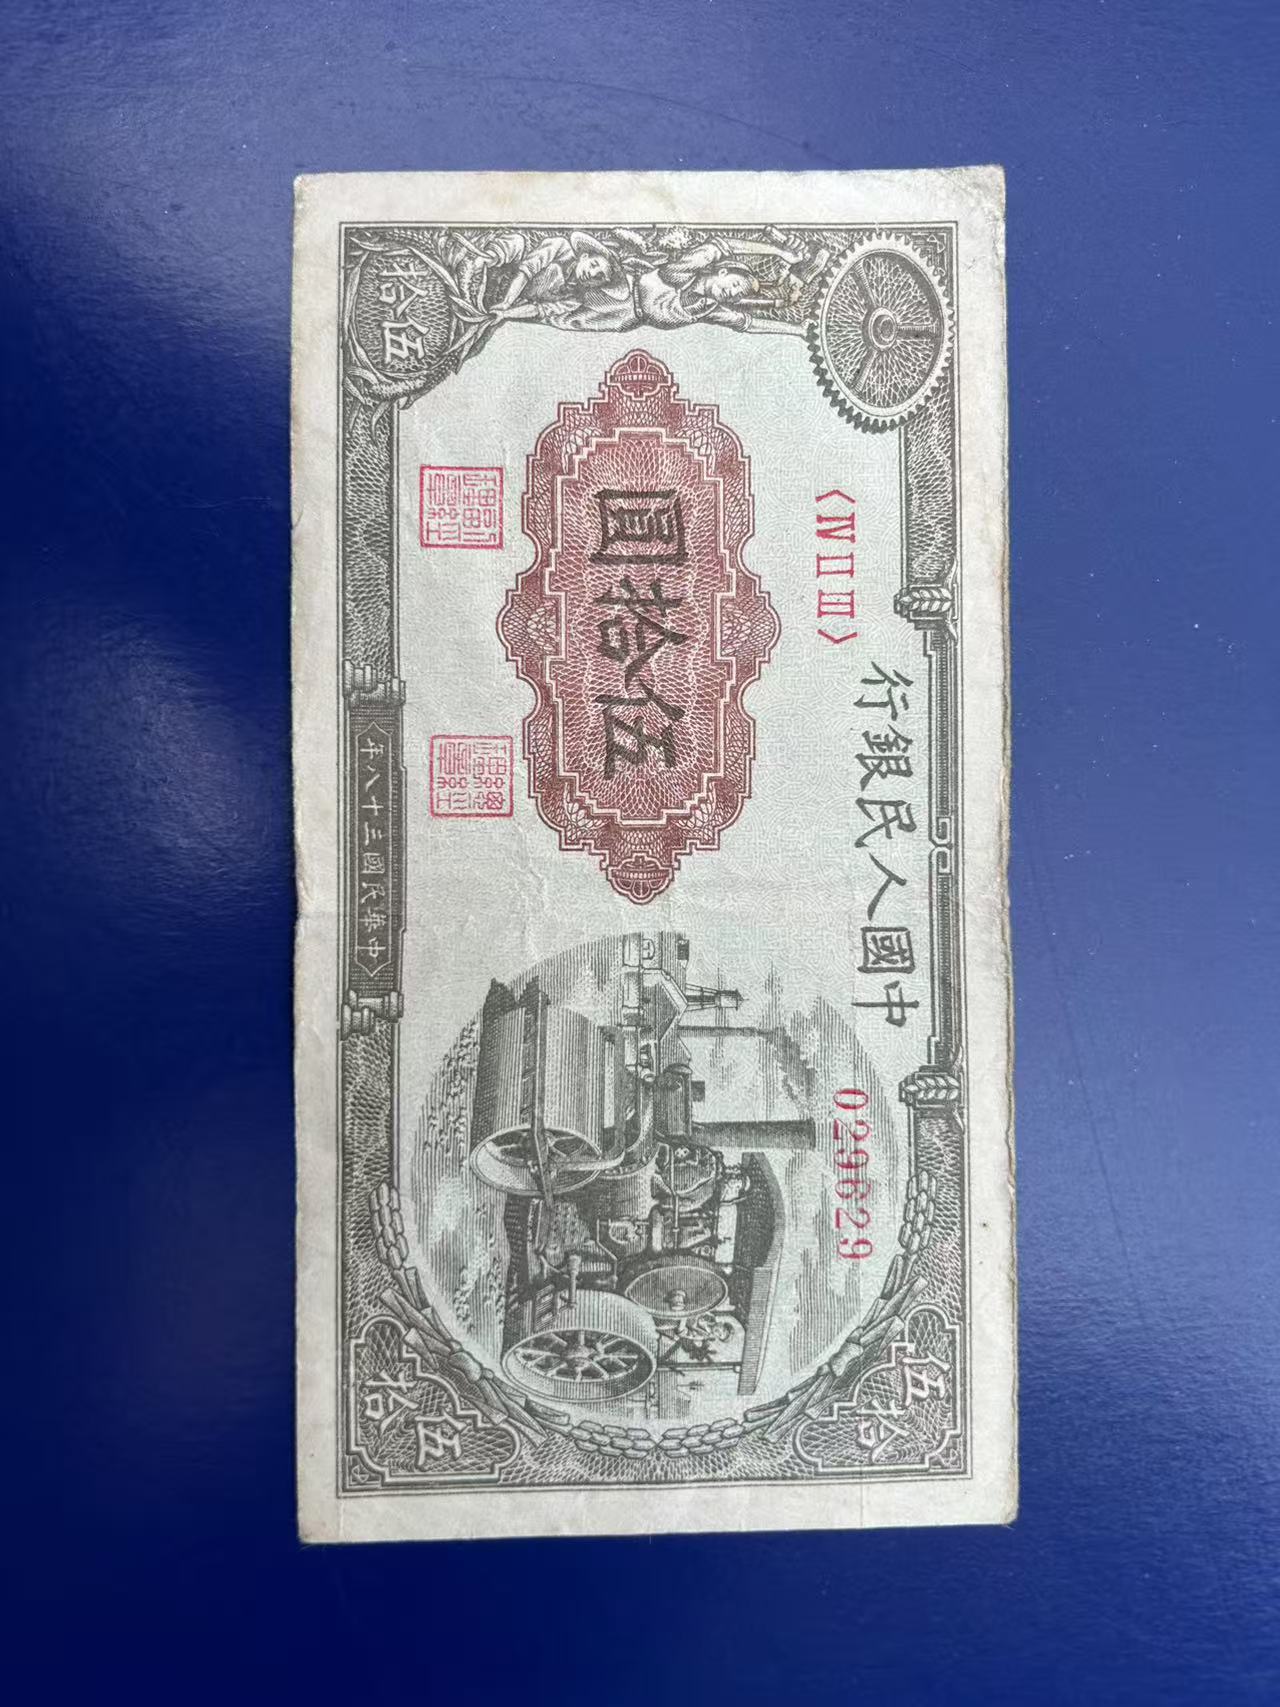 中國人民銀行
〈IV II III〉
029629
伍拾圓
伍拾
伍拾
伍拾
中華民國三十八年